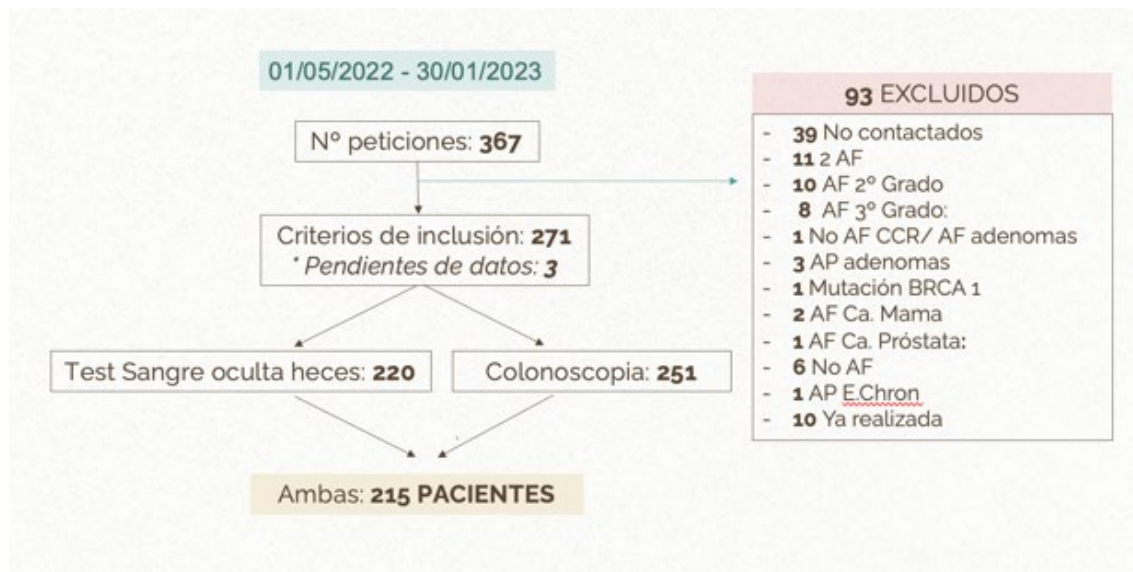 01/05/2022 - 30/01/2023
Nº peticiones: 367
Criterios de inclusión: 271
* Pendientes de datos: 3
Test Sangre oculta heces: 220
Colonoscopia: 251
Ambas: 215 PACIENTES
93 EXCLUIDOS
- 39 No contactados
- 11 2 AF
- 10 AF 2º Grado
- 8 AF 3º Grado:
- 1 No AF CCR/ AF adenomas
- 3 AP adenomas
- 1 Mutación BRCA 1
- 2 AF Ca. Mama
- 1 AF Ca. Próstata:
- 6 No AF
- 1 AP E.Chron
- 10 Ya realizada